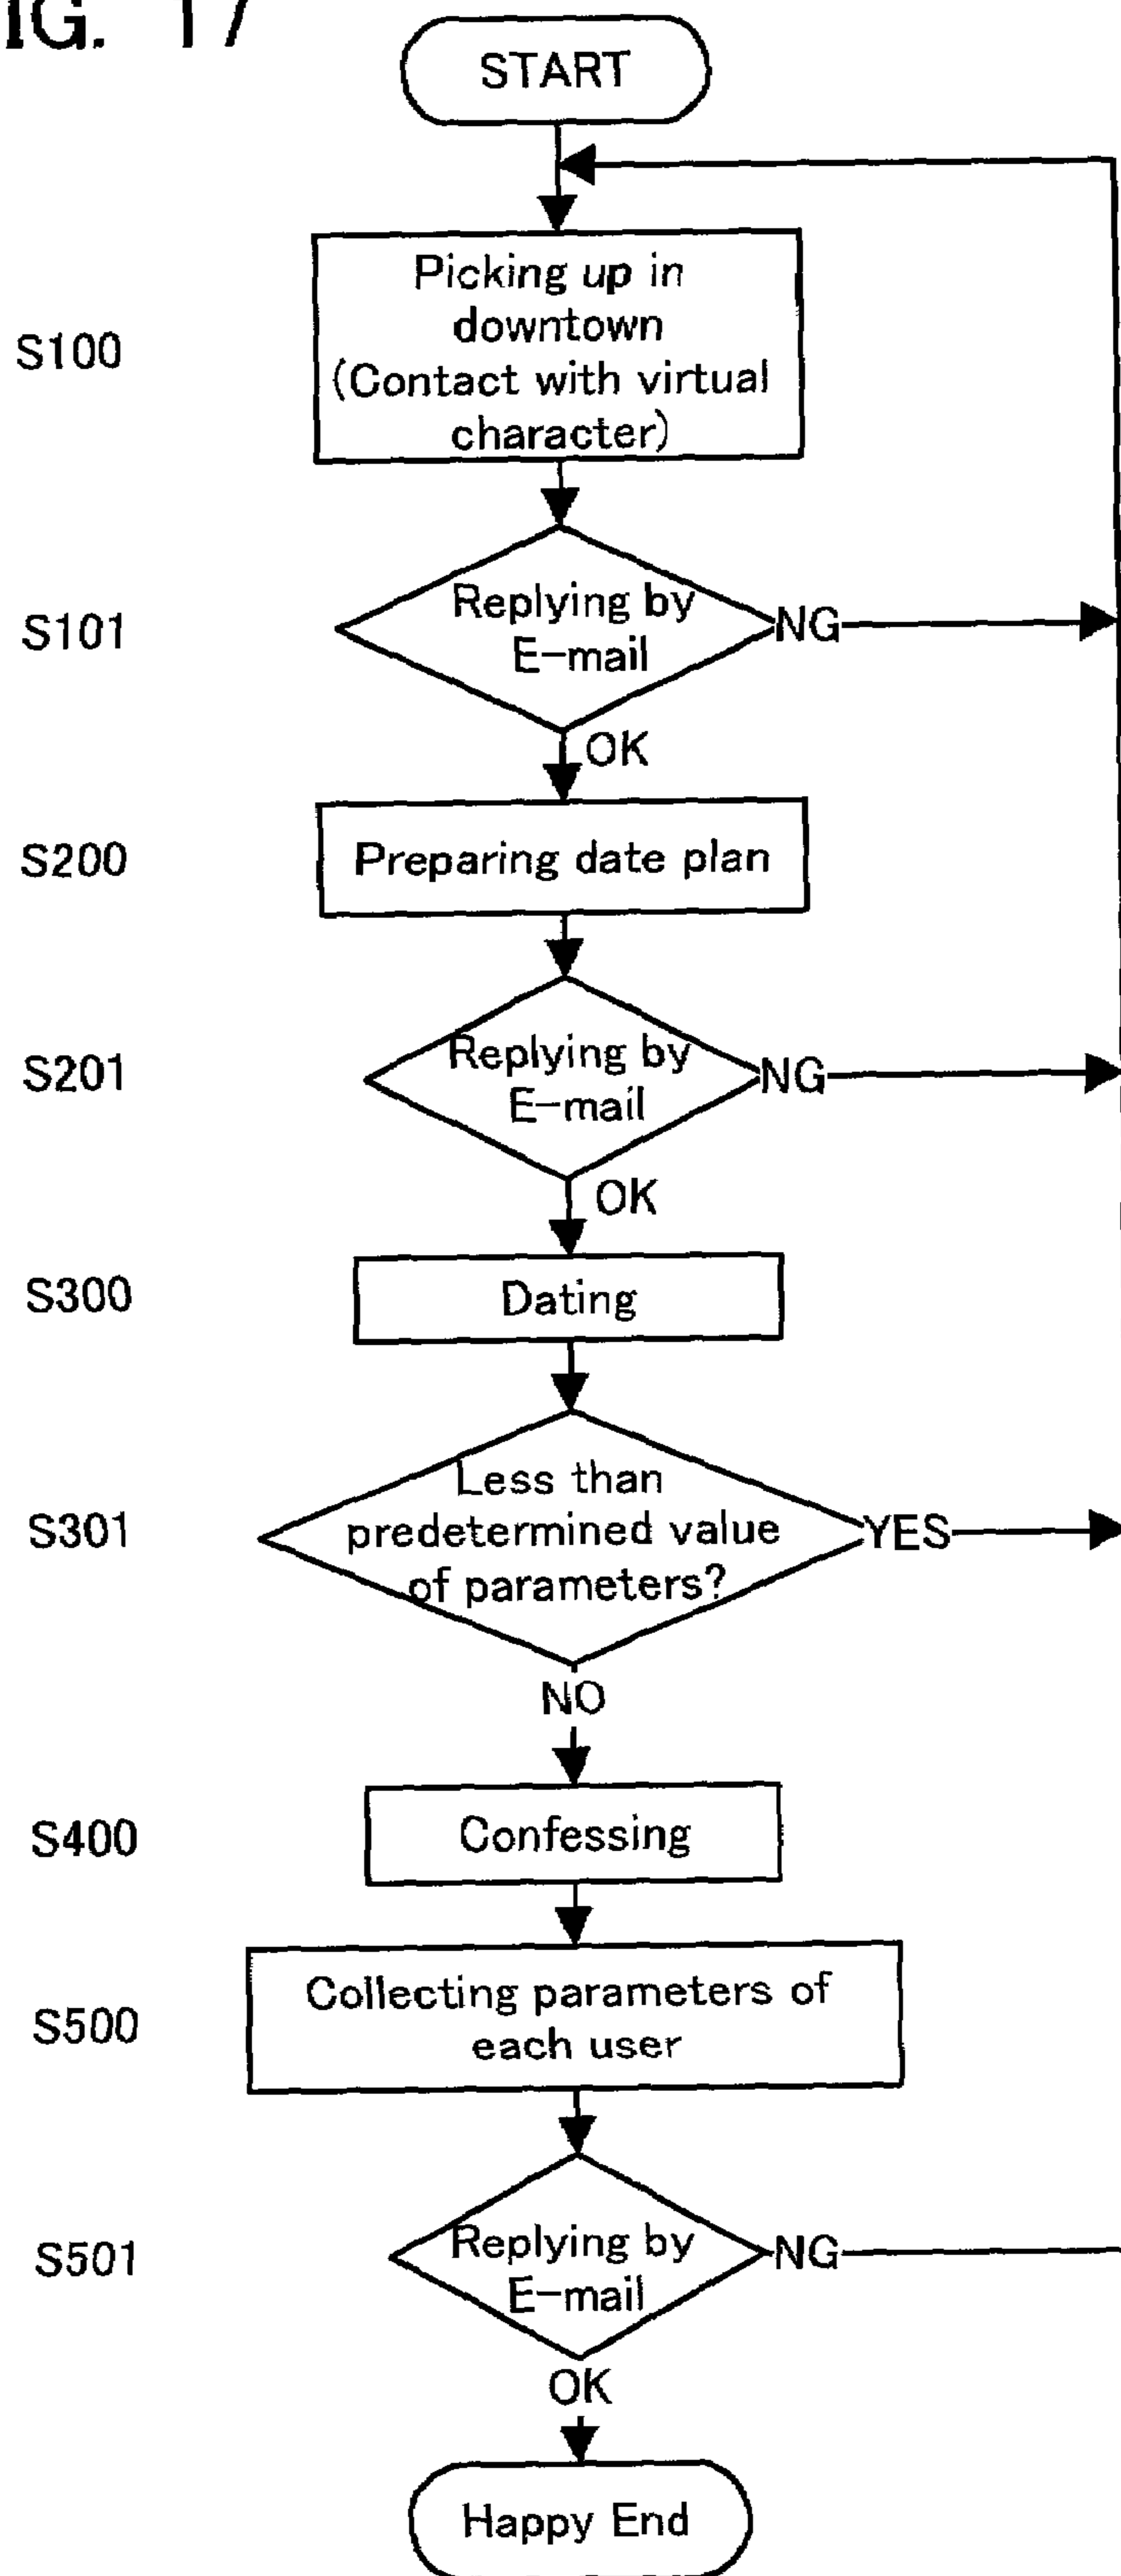 IG. 17
START
S100
Picking up in
downtown
(Contact with virtual
character)
S101
Replying by
E-mail
NG
OK
S200
Preparing date plan
S201
Replying by
E-mail
NG
OK
S300
Dating
S301
Less than
predetermined value
of parameters?
YES
NO
S400
Confessing
S500
Collecting parameters of
each user
S501
Replying by
E-mail
NG
OK
Happy End